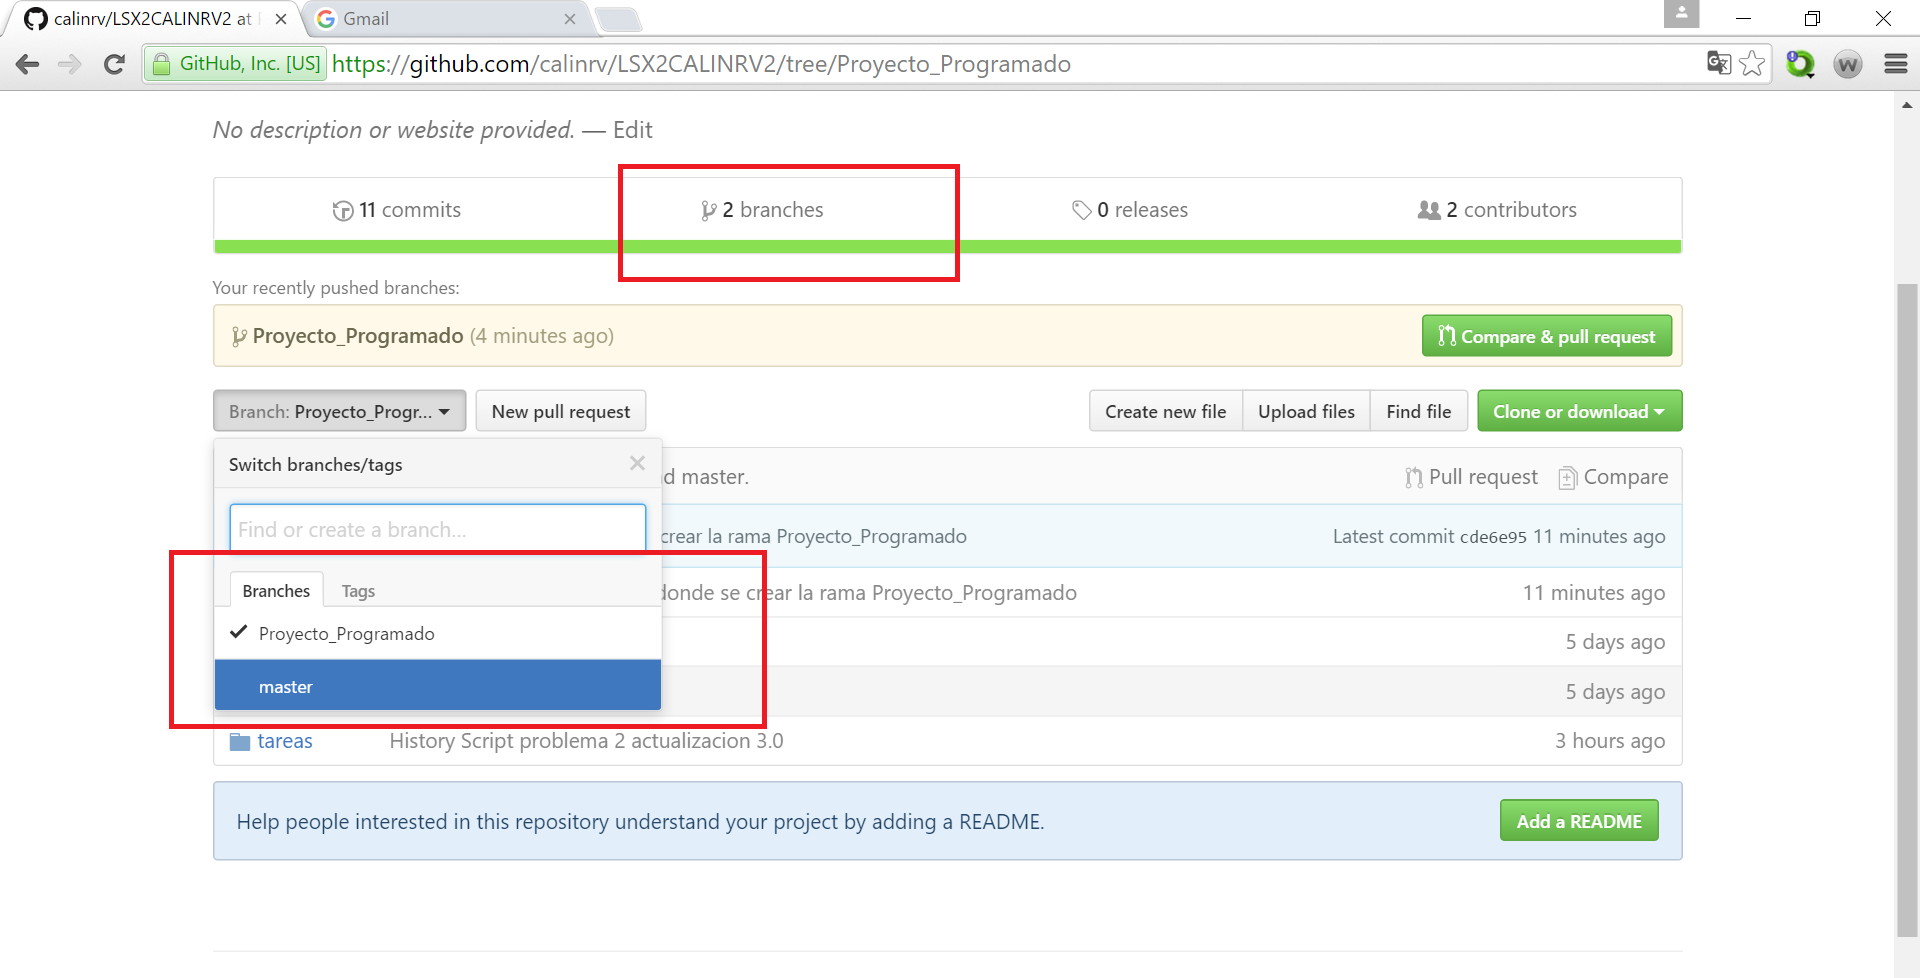 calinrv/LSX2CALINRV2 at
Gmail
GitHub, Inc. [US] https://github.com/calinrv/LSX2CALINRV2/tree/Proyecto_Programado
No description or website provided. — Edit
11 commits 2 branches 0 releases 2 contributors
Your recently pushed branches:
Proyecto_Programado (4 minutes ago) Compare & pull request
Branch: Proyecto_Progr... New pull request Create new file Upload files Find file Clone or download
Switch branches/tags
master. Pull request Compare
Find or create a branch...
crear la rama Proyecto_Programado Latest commit cde6e95 11 minutes ago
Branches Tags
donde se crear la rama Proyecto_Programado 11 minutes ago
Proyecto_Programado
5 days ago
master
5 days ago
tareas History Script problema 2 actualizacion 3.0 3 hours ago
Help people interested in this repository understand your project by adding a README. Add a README